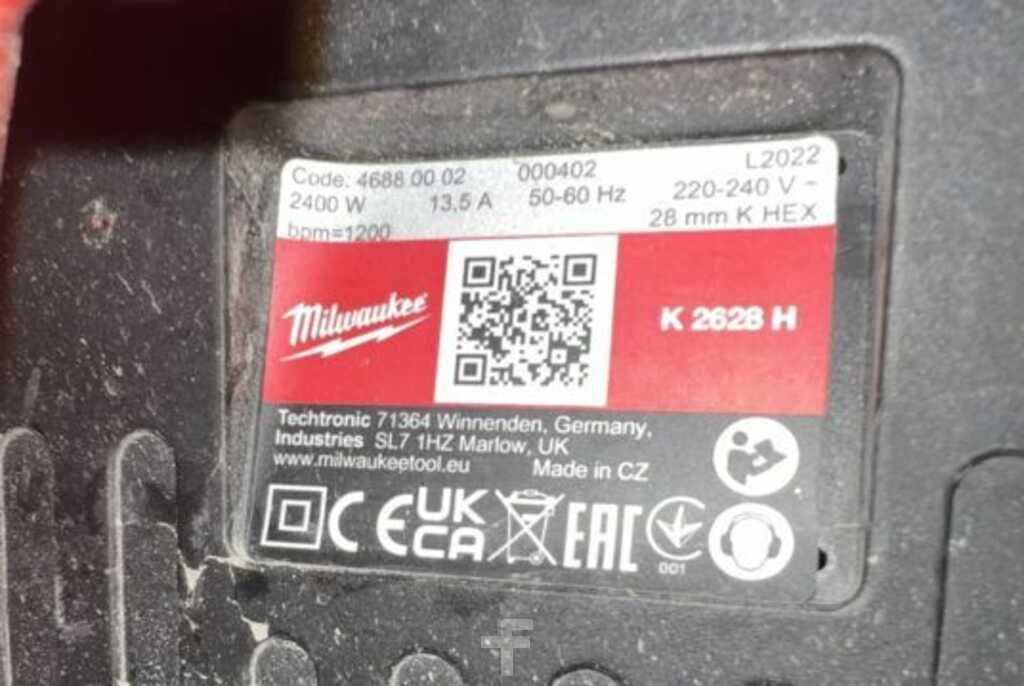 Code: 4688 00 02 000402 L2022
2400 W 13,5 A 50-60 Hz 220-240 V ~
bpm=1200 28 mm K HEX
Milwaukee
K 2628 H
Techtronic 71364 Winnenden, Germany,
Industries SL7 1HZ Marlow, UK
www.milwaukeetool.eu Made in CZ
CE UK CA EAC
001